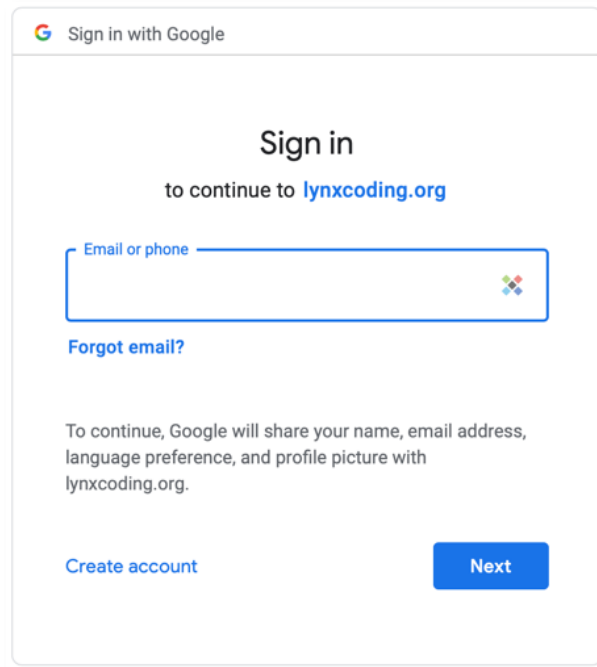 Sign in with Google
Sign in
to continue to lynxcoding.org
Email or phone
Forgot email?
To continue, Google will share your name, email address,
language preference, and profile picture with
lynxcoding.org.
Create account
Next